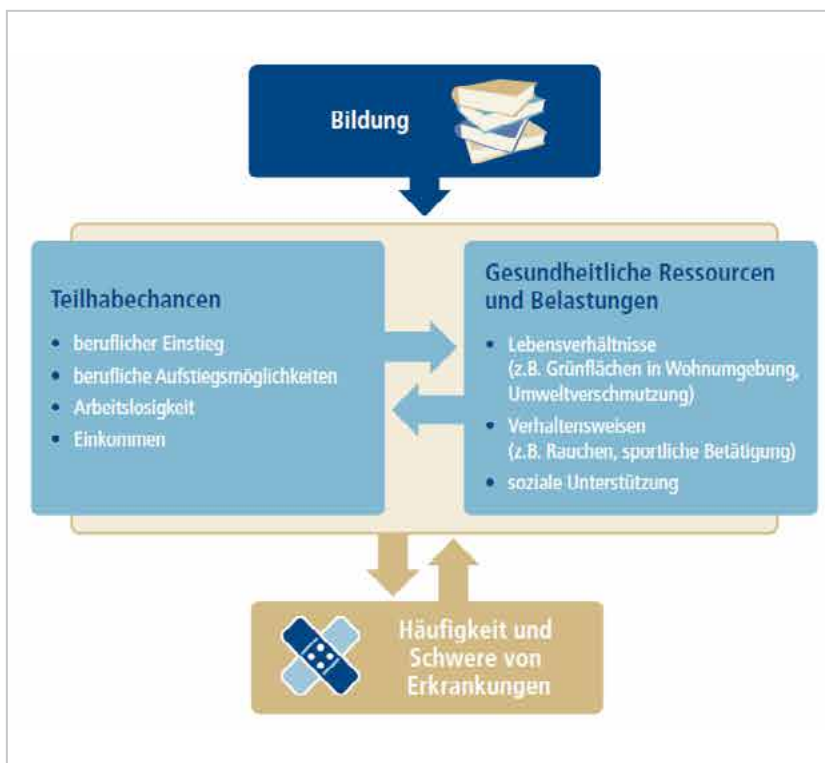 Bildung
Teilhabechancen
• beruflicher Einstieg
• berufliche Aufstiegsmöglichkeiten
• Arbeitslosigkeit
• Einkommen
Gesundheitliche Ressourcen
und Belastungen
• Lebensverhältnisse
(z.B. Grünflächen in Wohnumgebung,
Umweltverschmutzung)
• Verhaltensweisen
(z.B. Rauchen, sportliche Betätigung)
• soziale Unterstützung
Häufigkeit und
Schwere von
Erkrankungen